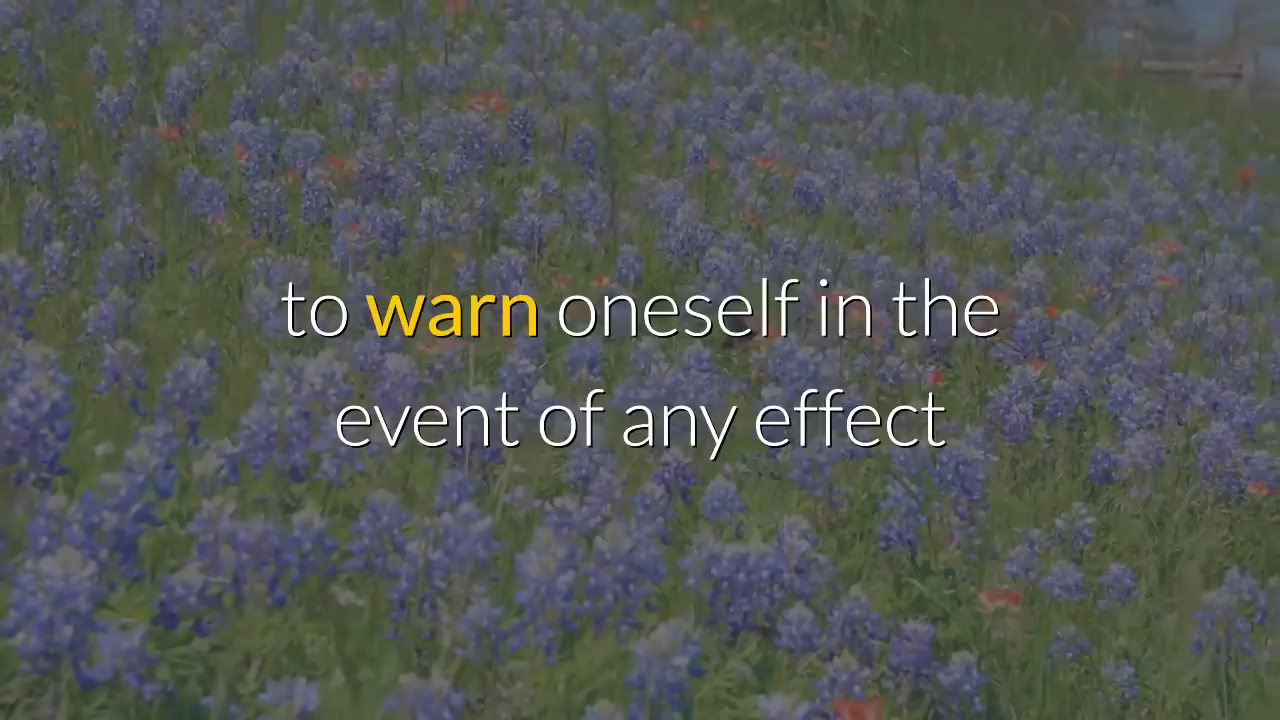 to warn oneself in the
event of any effect